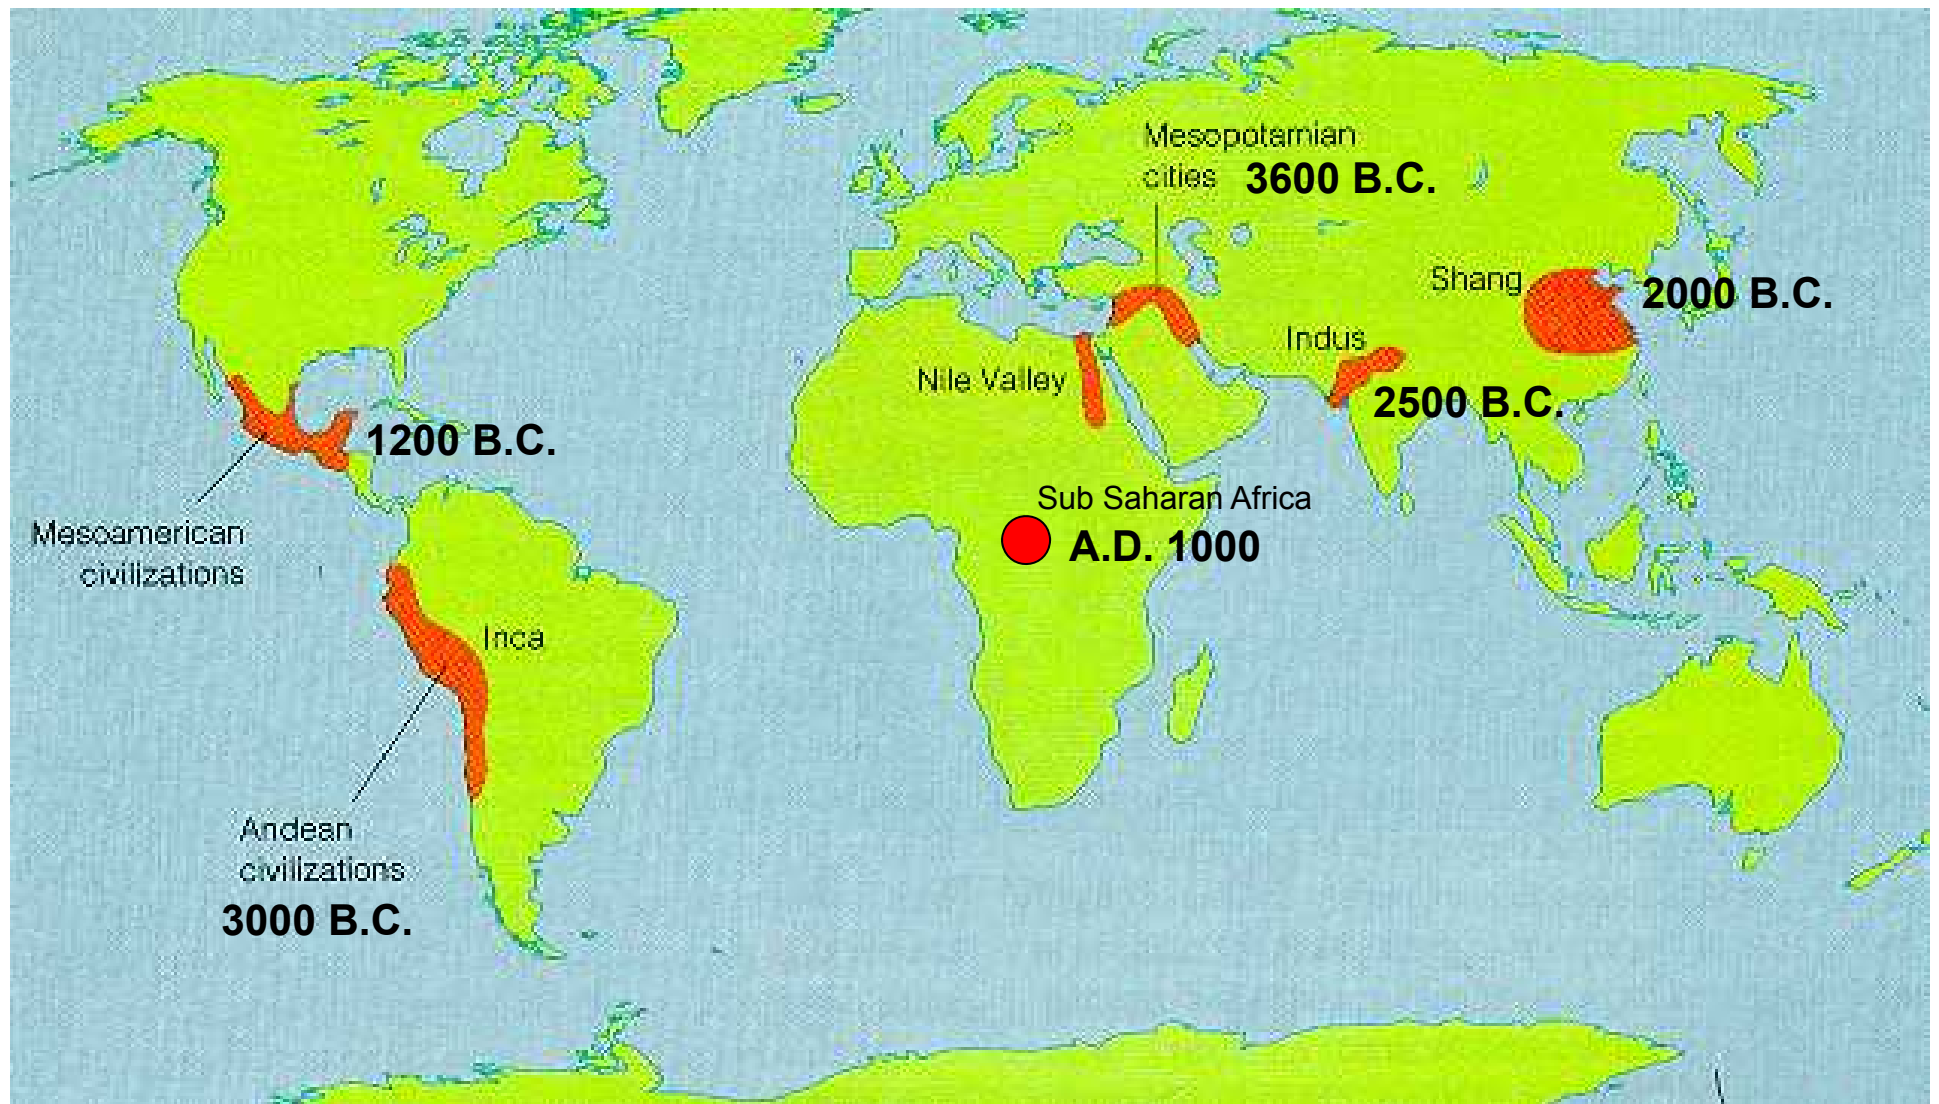 Mesopotamian
cities 3600 B.C.
Shang
2000 B.C.
Indus
2500 B.C.
Nile Valley
1200 B.C.
Mesoamerican
civilizations
Sub Saharan Africa
A.D. 1000
Inca
Andean
civilizations
3000 B.C.